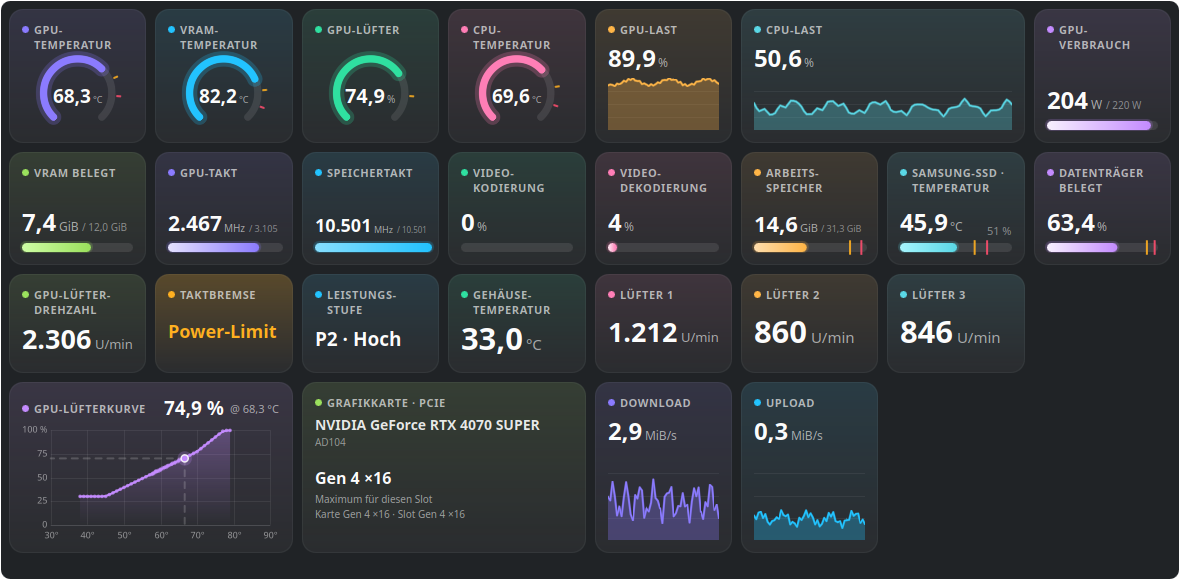 GPU-
TEMPERATUR
68,3 °C
VRAM-
TEMPERATUR
82,2 °C
GPU-LÜFTER
74,9 %
CPU-
TEMPERATUR
69,6 °C
GPU-LAST
89,9 %
CPU-LAST
50,6 %
GPU-
VERBRAUCH
204 W / 220 W
VRAM BELEGT
7,4 GiB / 12,0 GiB
GPU-TAKT
2.467 MHz / 3.105
SPEICHERTAKT
10.501 MHz / 10.501
VIDEO-
KODIERUNG
0 %
VIDEO-
DEKODIERUNG
4 %
ARBEITS-
SPEICHER
14,6 GiB / 31,3 GiB
SAMSUNG-SSD ·
TEMPERATUR
45,9 °C 51 %
DATENTRÄGER
BELEGT
63,4 %
GPU-LÜFTER-
DREHZAHL
2.306 U/min
TAKTBREMSE
Power-Limit
LEISTUNGS-
STUFE
P2 · Hoch
GEHÄUSE-
TEMPERATUR
33,0 °C
LÜFTER 1
1.212 U/min
LÜFTER 2
860 U/min
LÜFTER 3
846 U/min
GPU-LÜFTERKURVE 74,9 % @ 68,3 °C
100 %
75
50
25
0
30° 40° 50° 60° 70° 80° 90°
GRAFIKKARTE · PCIE
NVIDIA GeForce RTX 4070 SUPER
AD104
Gen 4 ×16
Maximum für diesen Slot
Karte Gen 4 ×16 · Slot Gen 4 ×16
DOWNLOAD
2,9 MiB/s
UPLOAD
0,3 MiB/s